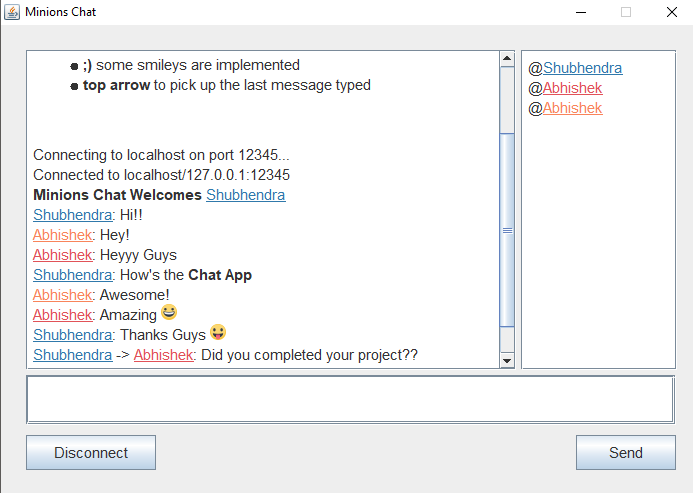 Minions Chat
;) some smileys are implemented
top arrow to pick up the last message typed
Connecting to localhost on port 12345...
Connected to localhost/127.0.0.1:12345
Minions Chat Welcomes Shubhendra
Shubhendra: Hi!!
Abhishek: Hey!
Abhishek: Heyyy Guys
Shubhendra: How's the Chat App
Abhishek: Awesome!
Abhishek: Amazing 😀
Shubhendra: Thanks Guys 😛
Shubhendra -> Abhishek: Did you completed your project??
@Shubhendra
@Abhishek
@Abhishek
Disconnect
Send